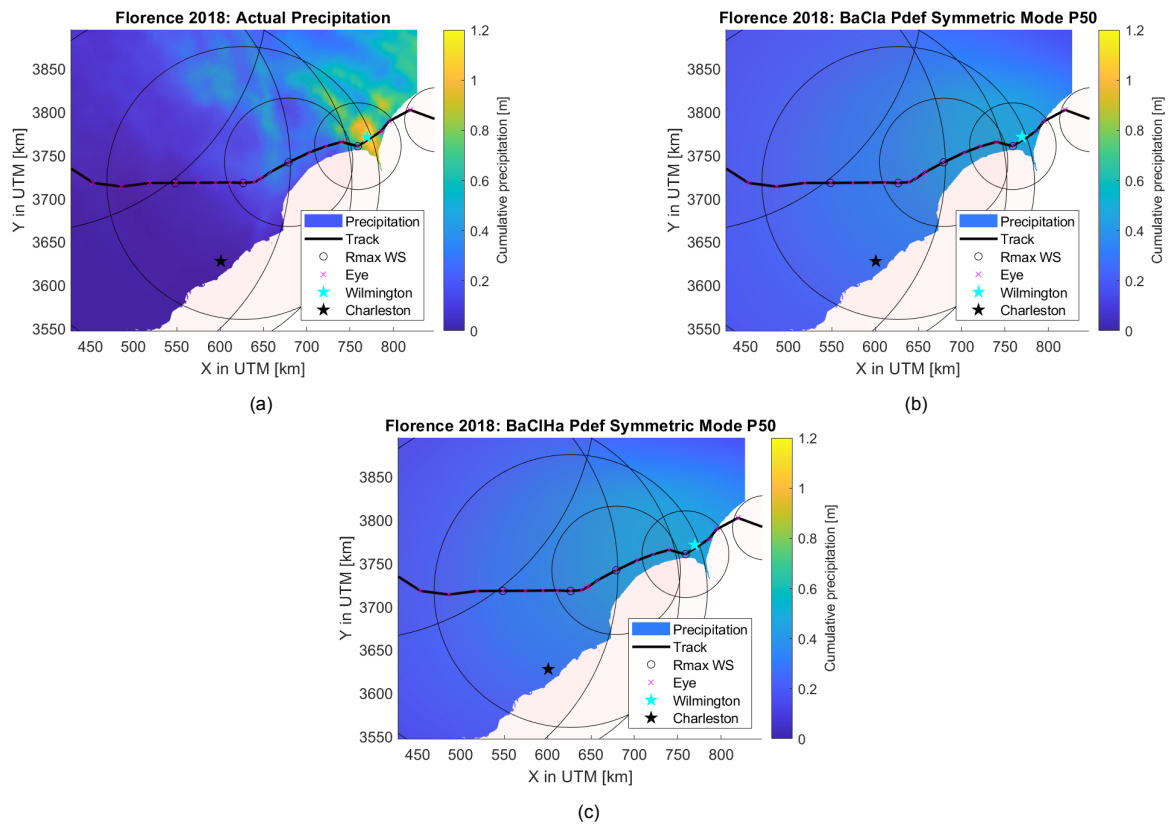 Florence 2018: Actual Precipitation
3850
3800
3750
3700
3650
3600
3550
Y in UTM [km]
450 500 550 600 650 700 750 800
X in UTM [km]
Precipitation
Track
Rmax WS
Eye
Wilmington
Charleston
1.2
1
0.8
0.6
0.4
0.2
0
Cumulative precipitation [m]
(a)
Florence 2018: BaCla Pdef Symmetric Mode P50
3850
3800
3750
3700
3650
3600
3550
Y in UTM [km]
450 500 550 600 650 700 750 800
X in UTM [km]
Precipitation
Track
Rmax WS
Eye
Wilmington
Charleston
1.2
1
0.8
0.6
0.4
0.2
0
Cumulative precipitation [m]
(b)
Florence 2018: BaClHa Pdef Symmetric Mode P50
3850
3800
3750
3700
3650
3600
3550
Y in UTM [km]
450 500 550 600 650 700 750 800
X in UTM [km]
Precipitation
Track
Rmax WS
Eye
Wilmington
Charleston
1.2
1
0.8
0.6
0.4
0.2
0
Cumulative precipitation [m]
(c)